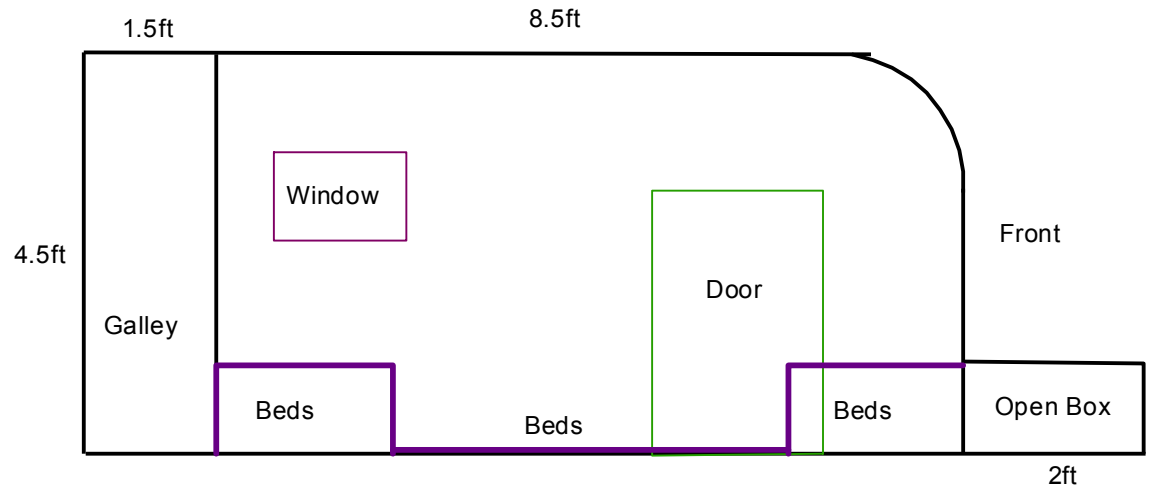 1.5ft
8.5ft
Window
4.5ft
Front
Door
Galley
Beds
Beds
Beds
Open Box
2ft